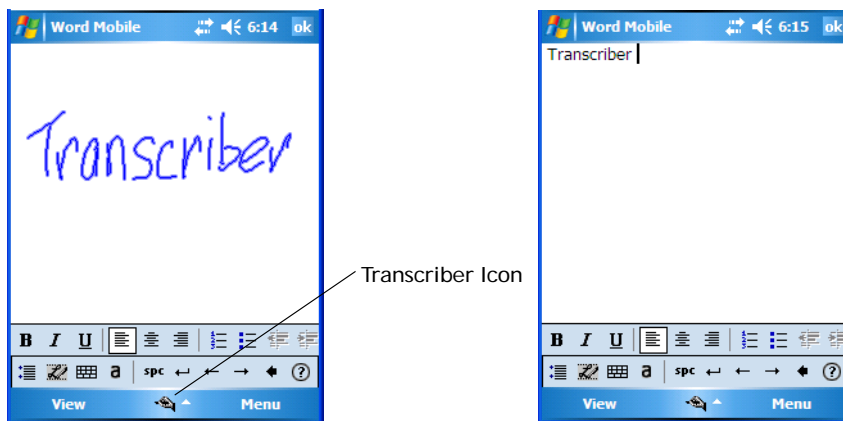 Word Mobile 6:14 ok
Transcriber
Transcriber Icon
B I U
a spc
View Menu
Word Mobile 6:15 ok
Transcriber
B I U
a spc
View Menu